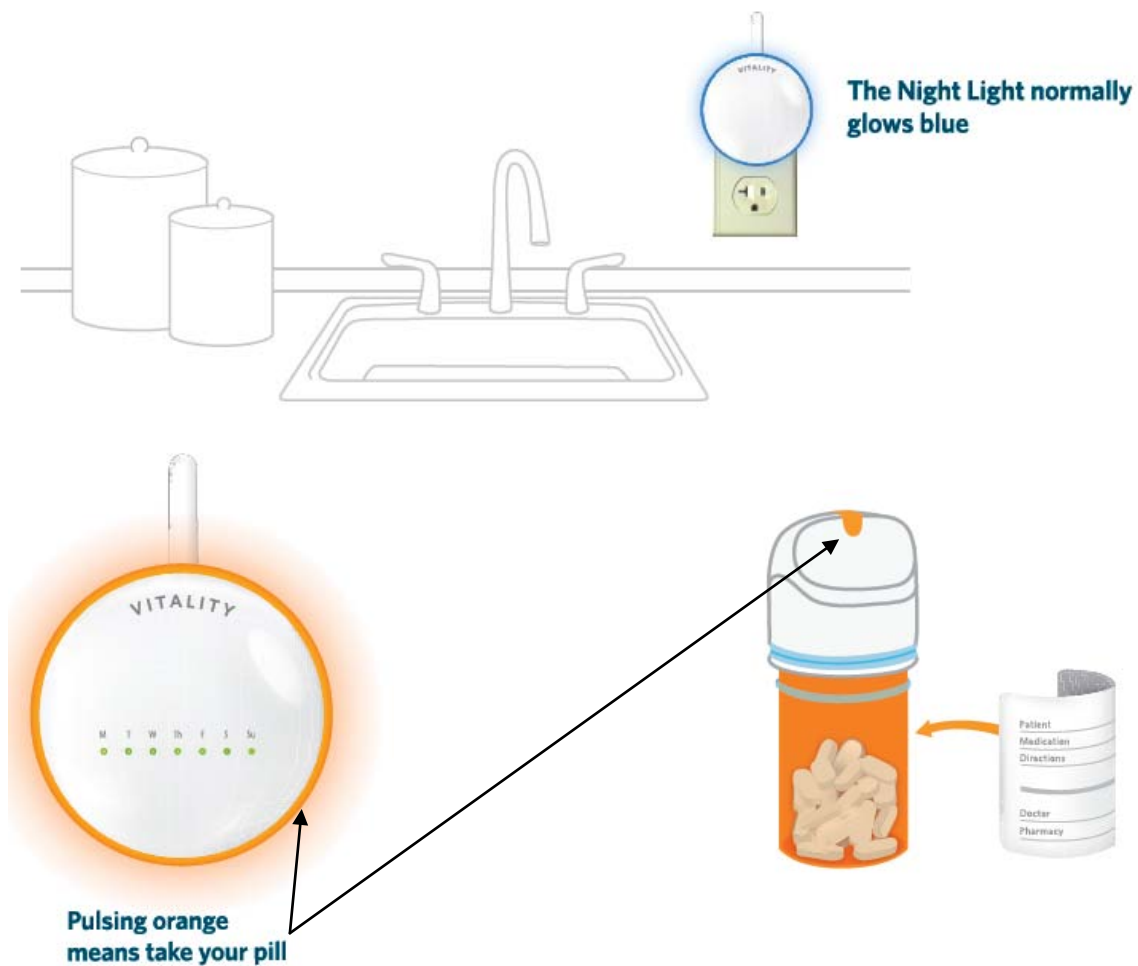 VITALITY
The Night Light normally
glows blue
VITALITY
M T W Th F S Su
Patient
Medication
Directions
Doctor
Pharmacy
Pulsing orange
means take your pill